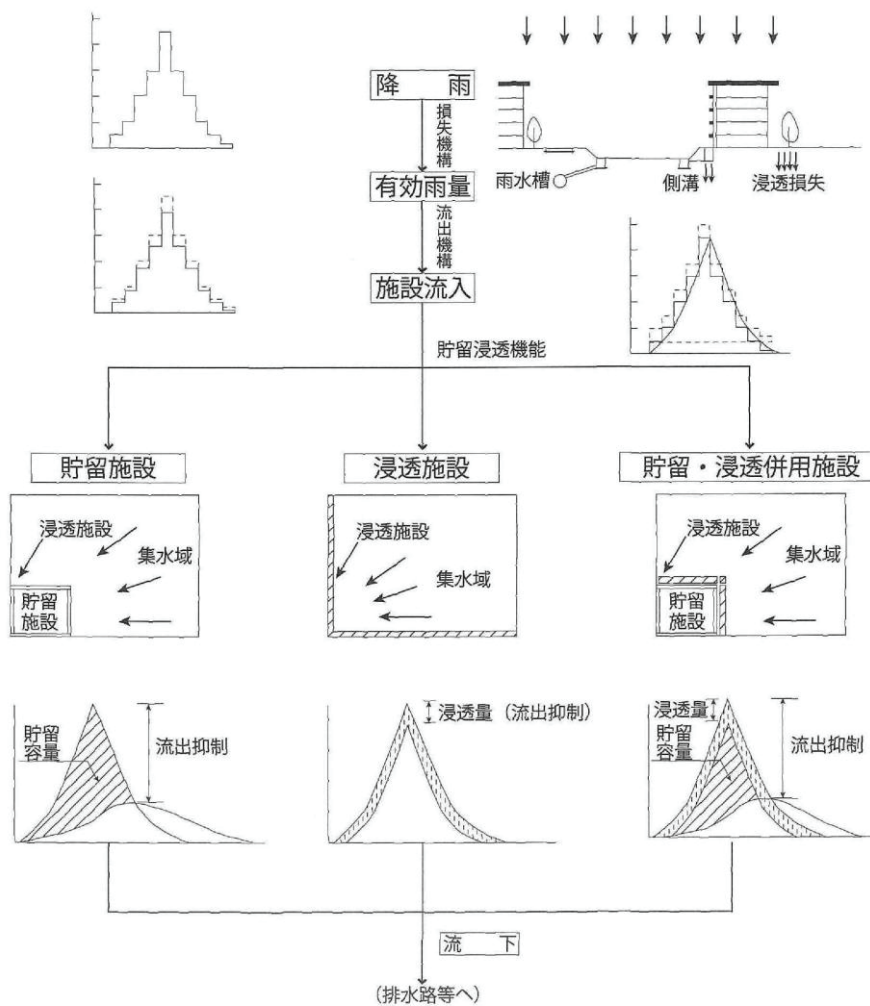 降　雨
損失機構
有効雨量
雨水槽
側溝
浸透損失
流出機構
施設流入
貯留浸透機能
貯留施設
浸透施設
貯留・浸透併用施設
浸透施設
集水域
貯留
施設
浸透施設
集水域
浸透施設
集水域
貯留
施設
貯留
容量
流出抑制
浸透量（流出抑制）
浸透量
貯留
容量
流出抑制
流　下
（排水路等へ）